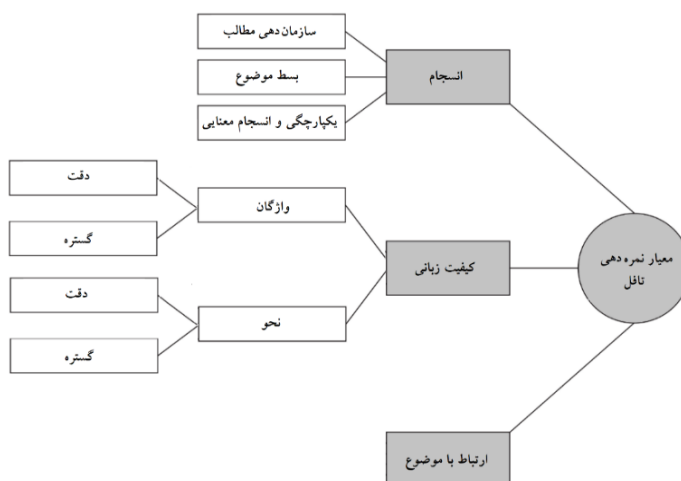 سازمان‌دهی مطالب
بسط موضوع
یکپارچگی و انسجام معنایی
انسجام
دقت
گستره
واژگان
دقت
گستره
نحو
کیفیت زبانی
معیار نمره دهی
تافل
ارتباط با موضوع